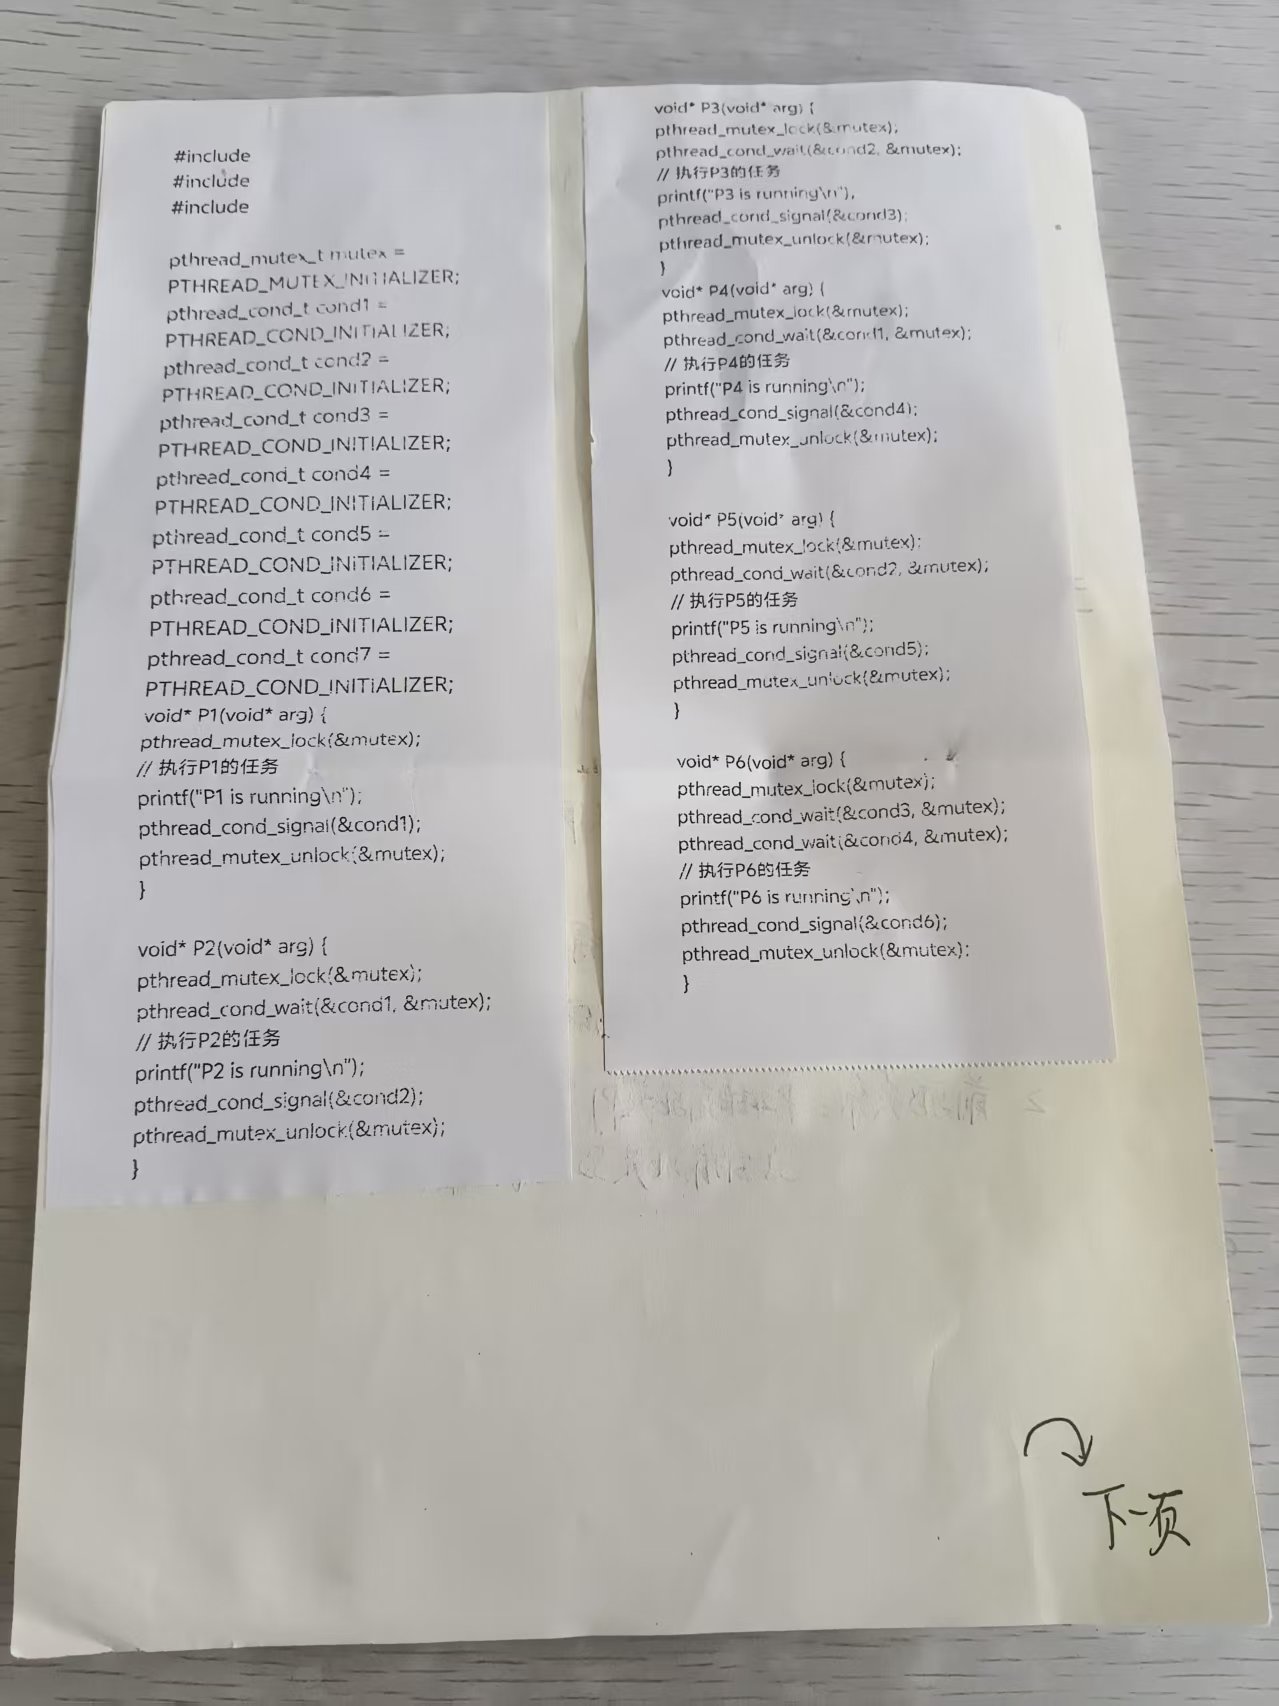 #include
#include
#include
pthread_mutex_t mutex =
PTHREAD_MUTEX_INITIALIZER;
pthread_cond_t cond1 =
PTHREAD_COND_INITIALIZER;
pthread_cond_t cond2 =
PTHREAD_COND_INITIALIZER;
pthread_cond_t cond3 =
PTHREAD_COND_INITIALIZER;
pthread_cond_t cond4 =
PTHREAD_COND_INITIALIZER;
pthread_cond_t cond5 =
PTHREAD_COND_INITIALIZER;
pthread_cond_t cond6 =
PTHREAD_COND_INITIALIZER;
pthread_cond_t cond7 =
PTHREAD_COND_INITIALIZER;
void* P1(void* arg) {
pthread_mutex_lock(&mutex);
// 执行P1的任务
printf("P1 is running\n");
pthread_cond_signal(&cond1);
pthread_mutex_unlock(&mutex);
}
void* P2(void* arg) {
pthread_mutex_lock(&mutex);
pthread_cond_wait(&cond1, &mutex);
// 执行P2的任务
printf("P2 is running\n");
pthread_cond_signal(&cond2);
pthread_mutex_unlock(&mutex);
}
void* P3(void* arg) {
pthread_mutex_lock(&mutex);
pthread_cond_wait(&cond2, &mutex);
// 执行P3的任务
printf("P3 is running\n");
pthread_cond_signal(&cond3);
pthread_mutex_unlock(&mutex);
}
void* P4(void* arg) {
pthread_mutex_lock(&mutex);
pthread_cond_wait(&cond1, &mutex);
// 执行P4的任务
printf("P4 is running\n");
pthread_cond_signal(&cond4);
pthread_mutex_unlock(&mutex);
}
void* P5(void* arg) {
pthread_mutex_lock(&mutex);
pthread_cond_wait(&cond2, &mutex);
// 执行P5的任务
printf("P5 is running\n");
pthread_cond_signal(&cond5);
pthread_mutex_unlock(&mutex);
}
void* P6(void* arg) {
pthread_mutex_lock(&mutex);
pthread_cond_wait(&cond3, &mutex);
pthread_cond_wait(&cond4, &mutex);
// 执行P6的任务
printf("P6 is running\n");
pthread_cond_signal(&cond6);
pthread_mutex_unlock(&mutex);
}
下一页